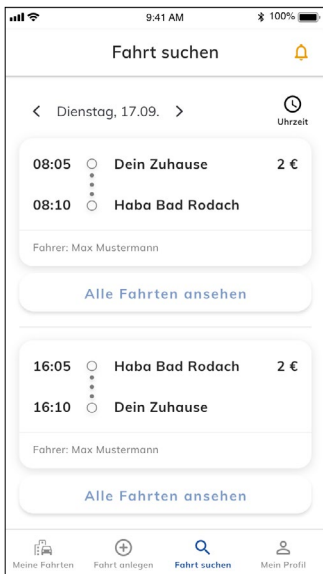 9:41 AM 100%
Fahrt suchen
Dienstag, 17.09.
Uhrzeit
08:05 Dein Zuhause 2 €
08:10 Haba Bad Rodach
Fahrer: Max Mustermann
Alle Fahrten ansehen
16:05 Haba Bad Rodach 2 €
16:10 Dein Zuhause
Fahrer: Max Mustermann
Alle Fahrten ansehen
Meine Fahrten Fahrt anlegen Fahrt suchen Mein Profil